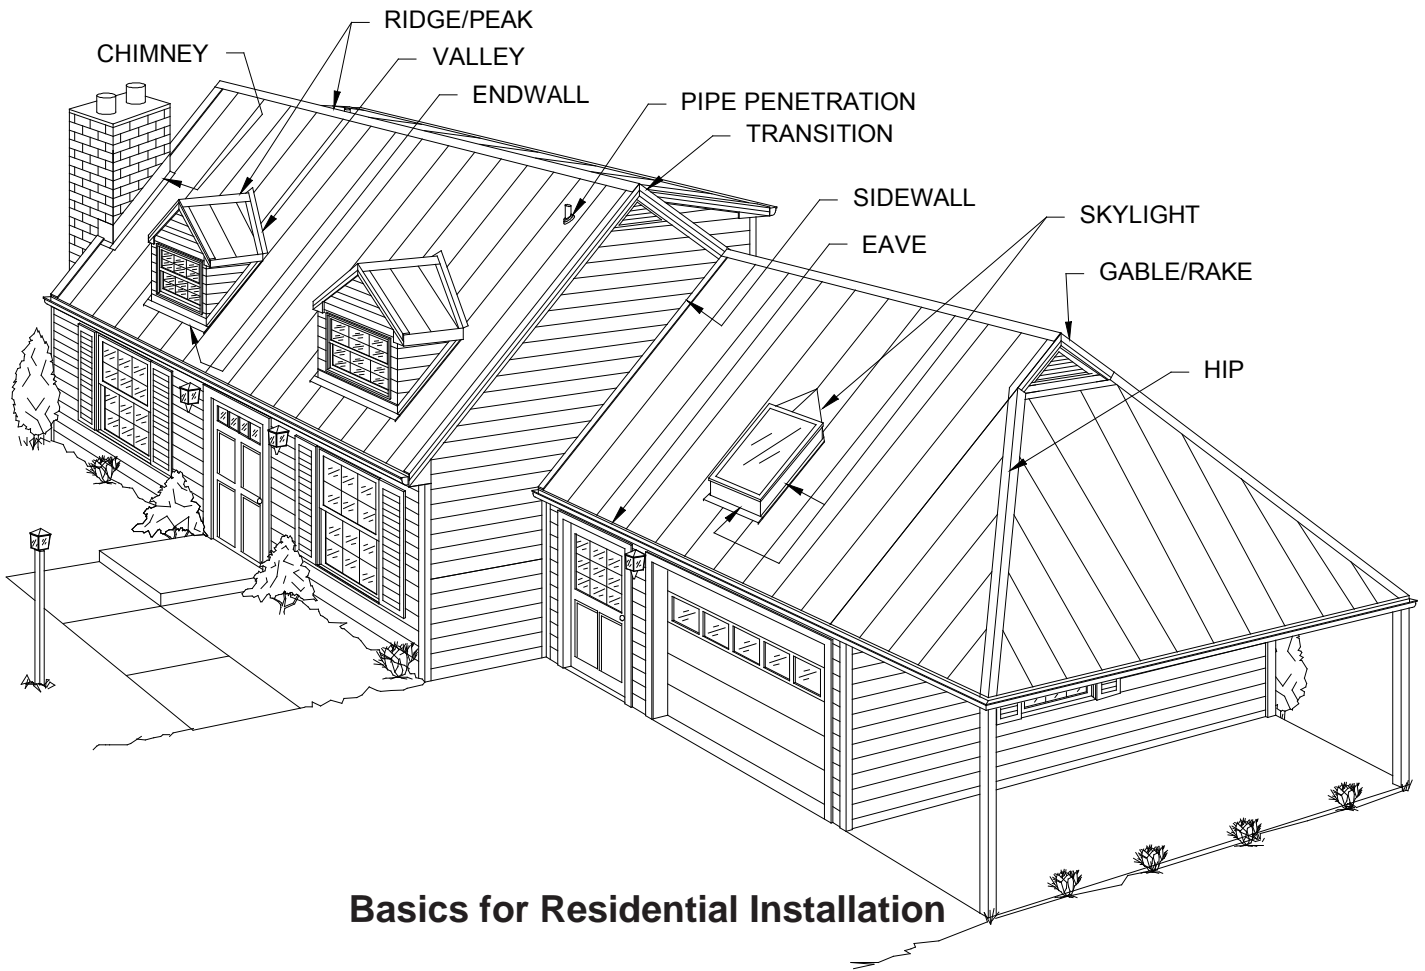 RIDGE/PEAK
CHIMNEY
VALLEY
ENDWALL
PIPE PENETRATION
TRANSITION
SIDEWALL
SKYLIGHT
EAVE
GABLE/RAKE
HIP
Basics for Residential Installation